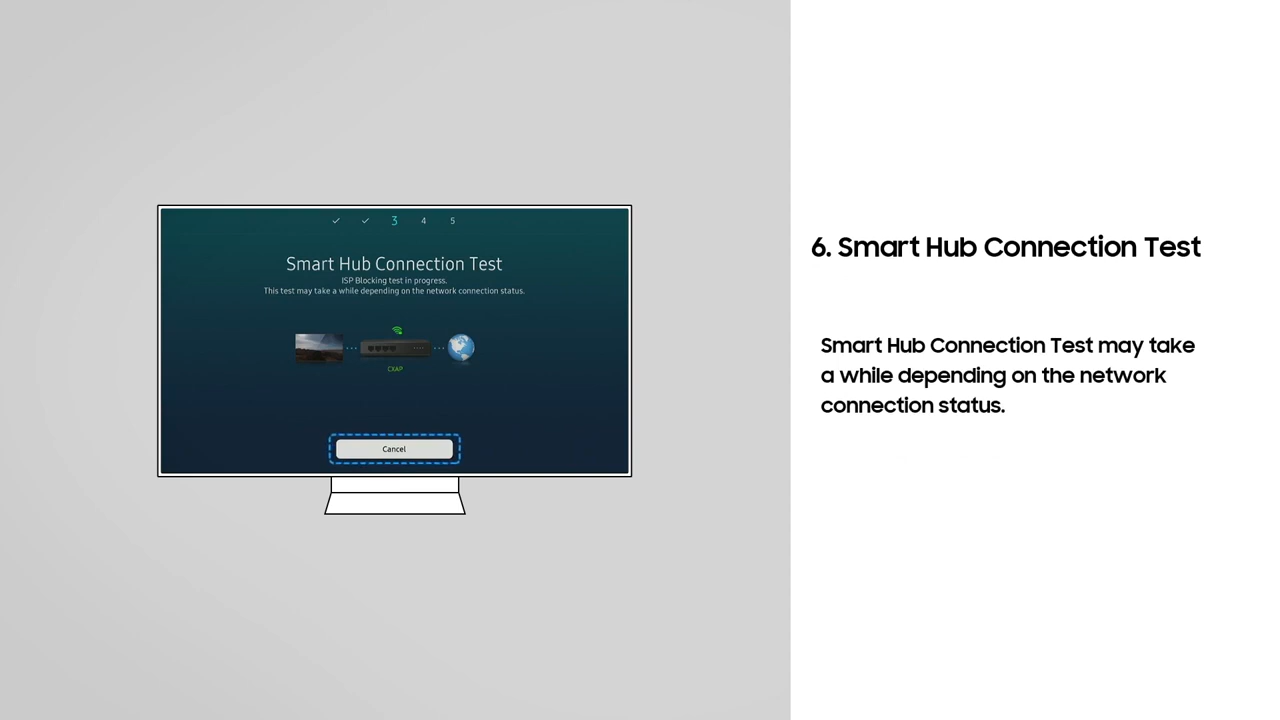 3 4 5
Smart Hub Connection Test
ISP Blocking test in progress.
This test may take a while depending on the network connection status.
CXAP
Cancel
6. Smart Hub Connection Test
Smart Hub Connection Test may take
a while depending on the network
connection status.